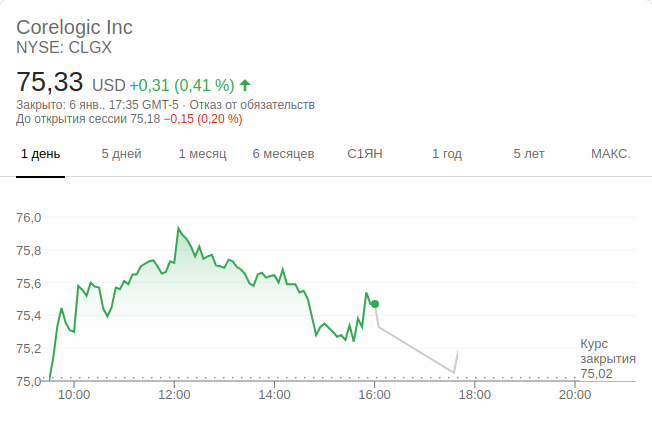 Corelogic Inc
NYSE: CLGX
75,33 USD +0,31 (0,41 %)
Закрыто: 6 янв., 17:35 GMT-5 · Отказ от обязательств
До открытия сессии 75,18 −0,15 (0,20 %)
1 день 5 дней 1 месяц 6 месяцев С1ЯН 1 год 5 лет МАКС.
76,0
75,8
75,6
75,4
75,2
75,0
Курс
закрытия
75,02
10:00 12:00 14:00 16:00 18:00 20:00